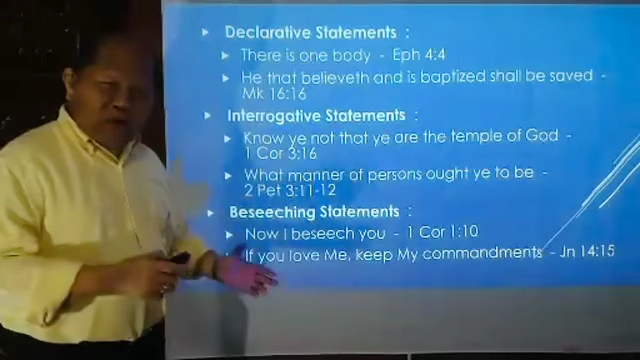 Declarative Statements :
There is one body - Eph 4:4
He that believeth and is baptized shall be saved -
Mk 16:16
Interrogative Statements :
Know ye not that ye are the temple of God -
1 Cor 3:16
What manner of persons ought ye to be -
2 Pet 3:11-12
Beseeching Statements :
Now I beseech you - 1 Cor 1:10
If you love Me, keep My commandments - Jn 14:15